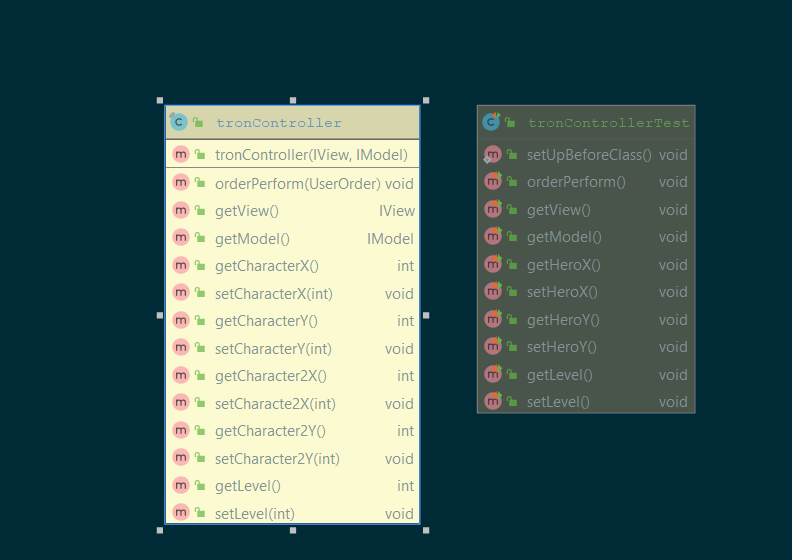 tronController
tronController(IView, IModel)
orderPerform(UserOrder) void
getView() IView
getModel() IModel
getCharacterX() int
setCharacterX(int) void
getCharacterY() int
setCharacterY(int) void
getCharacter2X() int
setCharacte2X(int) void
getCharacter2Y() int
setCharacter2Y(int) void
getLevel() int
setLevel(int) void
tronControllerTest
setUpBeforeClass() void
orderPerform() void
getView() void
getModel() void
getHeroX() void
setHeroX() void
getHeroY() void
setHeroY() void
getLevel() void
setLevel() void